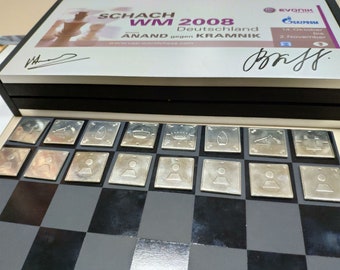 SCHACH
WM 2008
Deutschland
ANAND gegen KRAMNIK
evonik
GAZPROM
14. Oktober
bis
2. November